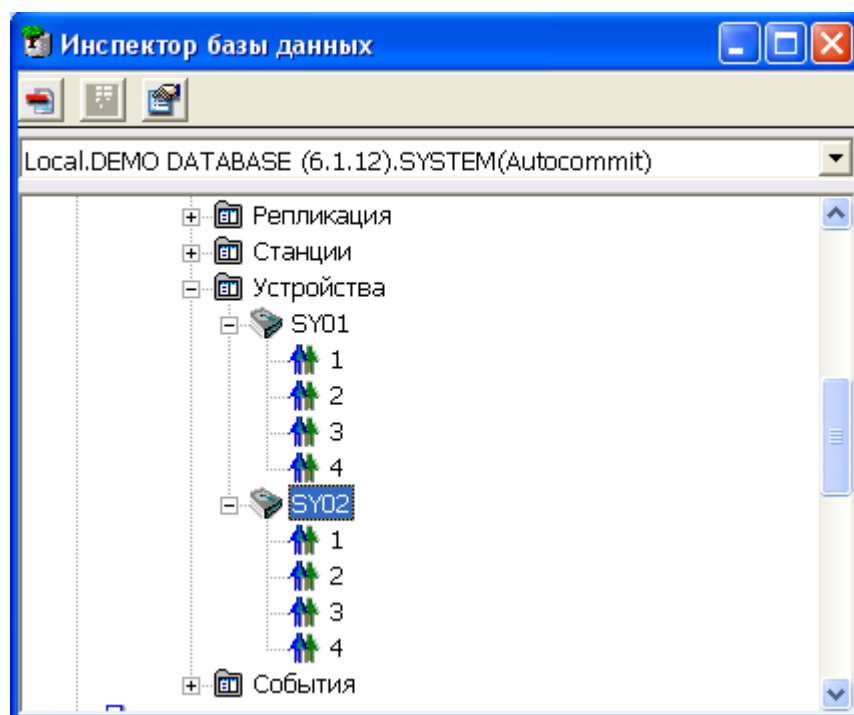 Инспектор базы данных
Local.DEMO DATABASE (6.1.12).SYSTEM(Autocommit)
Репликация
Станции
Устройства
SY01
1
2
3
4
SY02
1
2
3
4
События